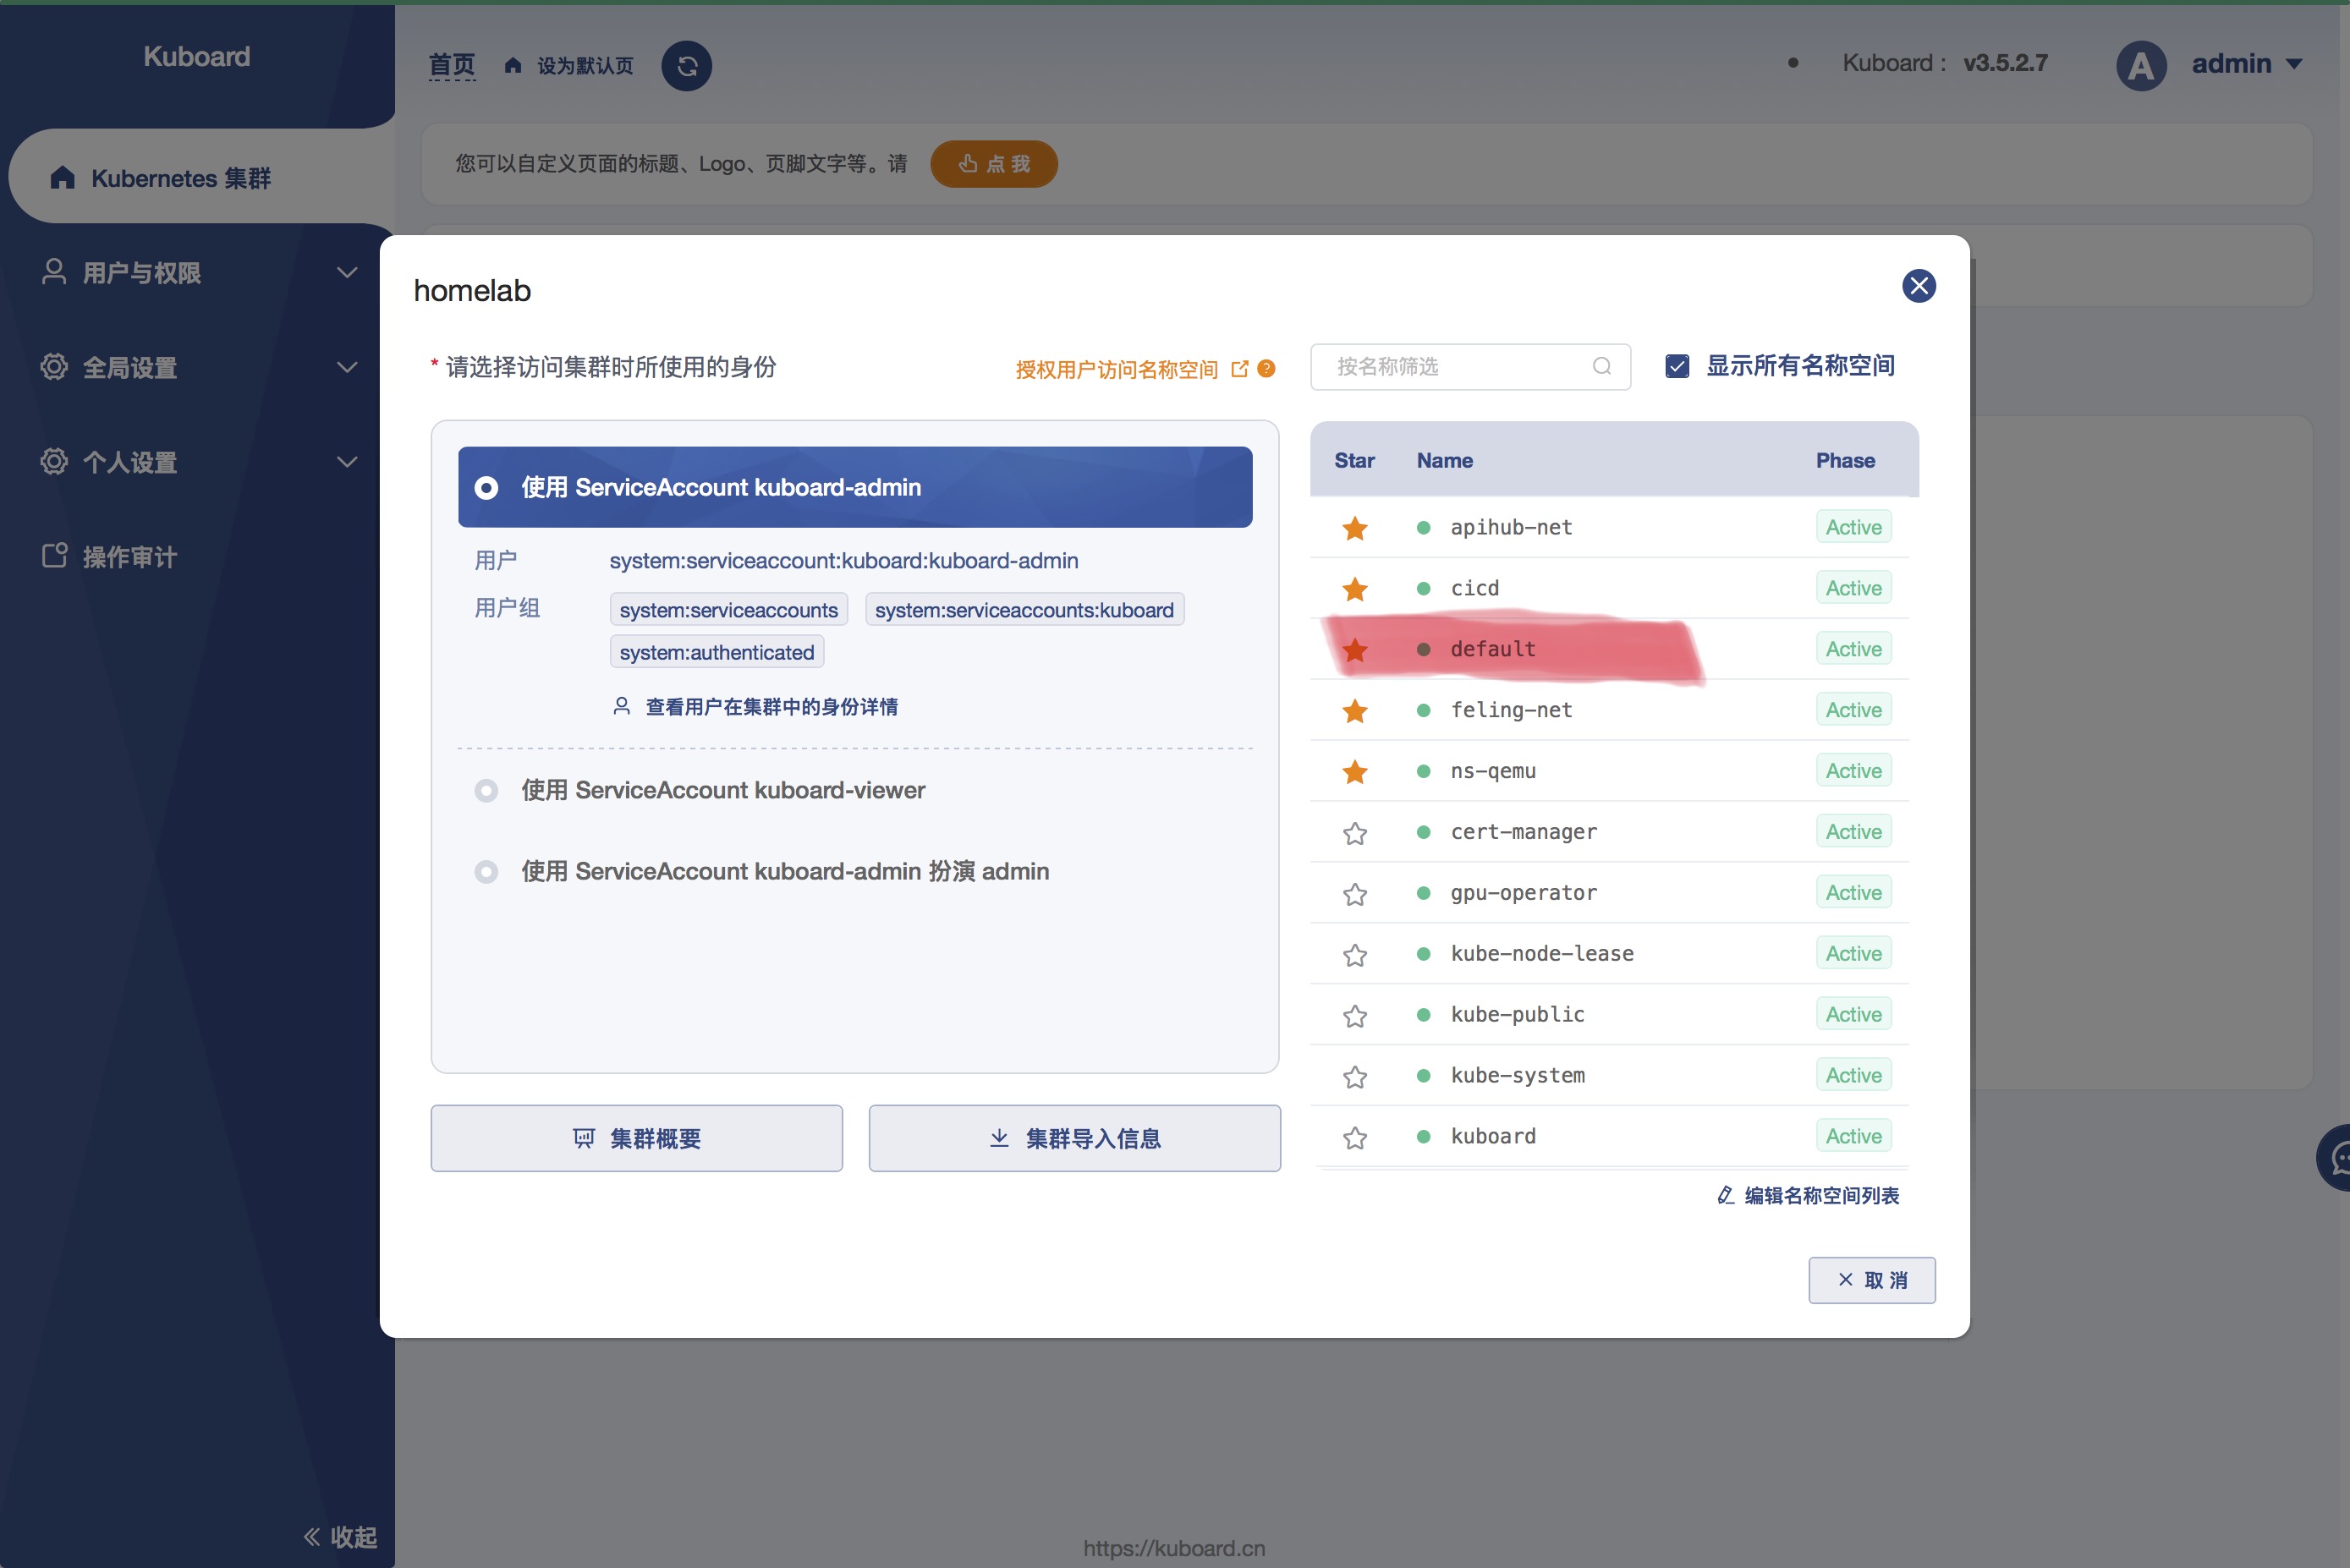 Kuboard
首页 设为默认页
Kuboard : v3.5.2.7
A admin
Kubernetes 集群
用户与权限
全局设置
个人设置
操作审计
收起
您可以自定义页面的标题、Logo、页脚文字等。请 点 我
homelab
* 请选择访问集群时所使用的身份
授权用户访问名称空间 ?
使用 ServiceAccount kuboard-admin
用户 system:serviceaccount:kuboard:kuboard-admin
用户组 system:serviceaccounts system:serviceaccounts:kuboard
system:authenticated
查看用户在集群中的身份详情
使用 ServiceAccount kuboard-viewer
使用 ServiceAccount kuboard-admin 扮演 admin
集群概要
集群导入信息
按名称筛选
显示所有名称空间
Star Name Phase
apihub-net Active
cicd Active
default Active
feling-net Active
ns-qemu Active
cert-manager Active
gpu-operator Active
kube-node-lease Active
kube-public Active
kube-system Active
kuboard Active
编辑名称空间列表
取 消
https://kuboard.cn